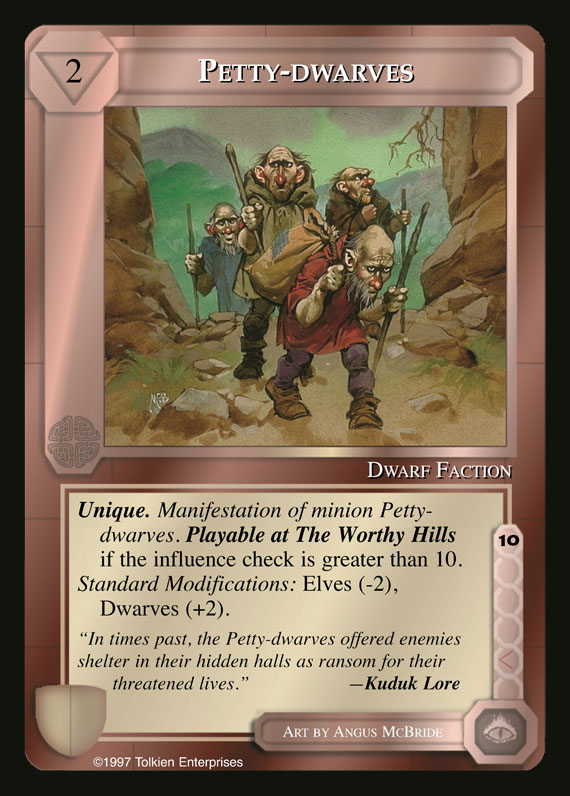 2
Petty-dwarves
McB
Dwarf Faction
Unique. Manifestation of minion Petty-
dwarves. Playable at The Worthy Hills
if the influence check is greater than 10.
Standard Modifications: Elves (-2),
Dwarves (+2).
10
“In times past, the Petty-dwarves offered enemies
shelter in their hidden halls as ransom for their
threatened lives.” —Kuduk Lore
Art by Angus McBride
©1997 Tolkien Enterprises